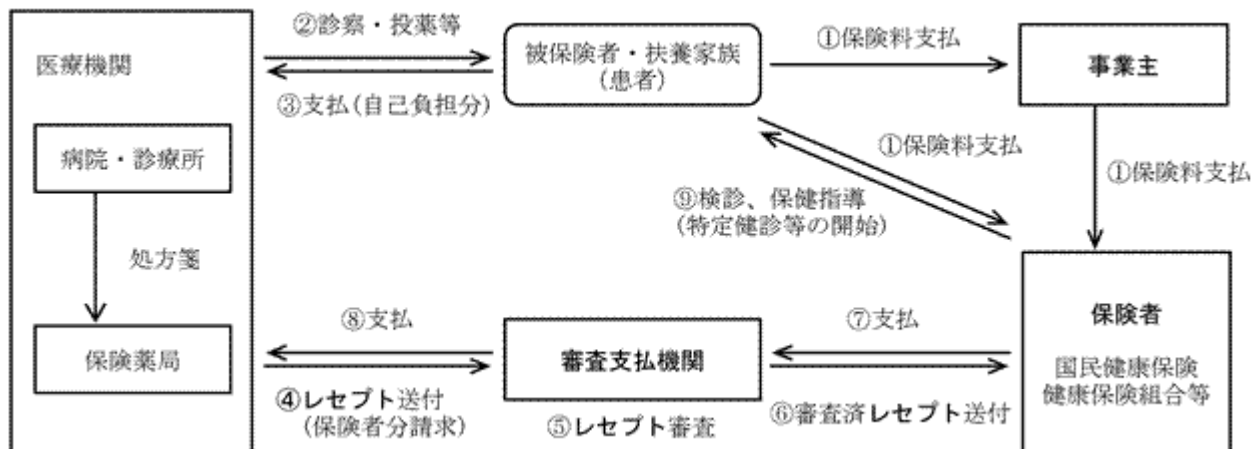 医療機関
病院・診療所
処方箋
保険薬局
②診察・投薬等
③支払(自己負担分)
被保険者・扶養家族
(患者)
①保険料支払
事業主
①保険料支払
①保険料支払
⑨検診、保健指導
(特定健診等の開始)
⑧支払
④レセプト送付
(保険者分請求)
審査支払機関
⑤レセプト審査
⑦支払
⑥審査済レセプト送付
保険者
国民健康保険
健康保険組合等